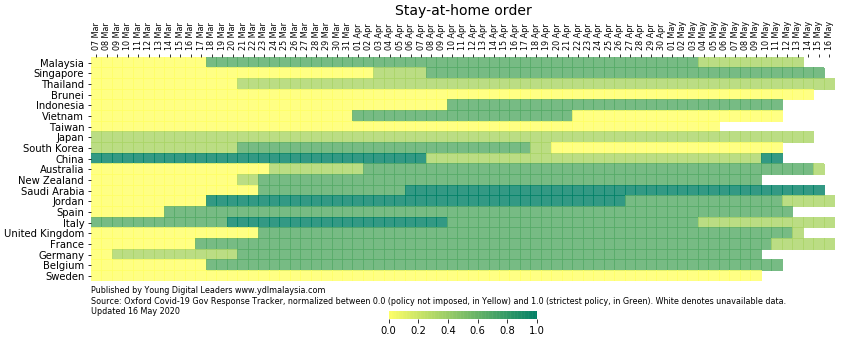 Stay-at-home order
07 Mar
08 Mar
09 Mar
10 Mar
11 Mar
12 Mar
13 Mar
14 Mar
15 Mar
16 Mar
17 Mar
18 Mar
19 Mar
20 Mar
21 Mar
22 Mar
23 Mar
24 Mar
25 Mar
26 Mar
27 Mar
28 Mar
29 Mar
30 Mar
31 Mar
01 Apr
02 Apr
03 Apr
04 Apr
05 Apr
06 Apr
07 Apr
08 Apr
09 Apr
10 Apr
11 Apr
12 Apr
13 Apr
14 Apr
15 Apr
16 Apr
17 Apr
18 Apr
19 Apr
20 Apr
21 Apr
22 Apr
23 Apr
24 Apr
25 Apr
26 Apr
27 Apr
28 Apr
29 Apr
30 Apr
01 May
02 May
03 May
04 May
05 May
06 May
07 May
08 May
09 May
10 May
11 May
12 May
13 May
14 May
15 May
16 May
Malaysia
Singapore
Thailand
Brunei
Indonesia
Vietnam
Taiwan
Japan
South Korea
China
Australia
New Zealand
Saudi Arabia
Jordan
Spain
Italy
United Kingdom
France
Germany
Belgium
Sweden
Published by Young Digital Leaders www.ydlmalaysia.com
Source: Oxford Covid-19 Gov Response Tracker, normalized between 0.0 (policy not imposed, in Yellow) and 1.0 (strictest policy, in Green). White denotes unavailable data.
Updated 16 May 2020
0.0 0.2 0.4 0.6 0.8 1.0